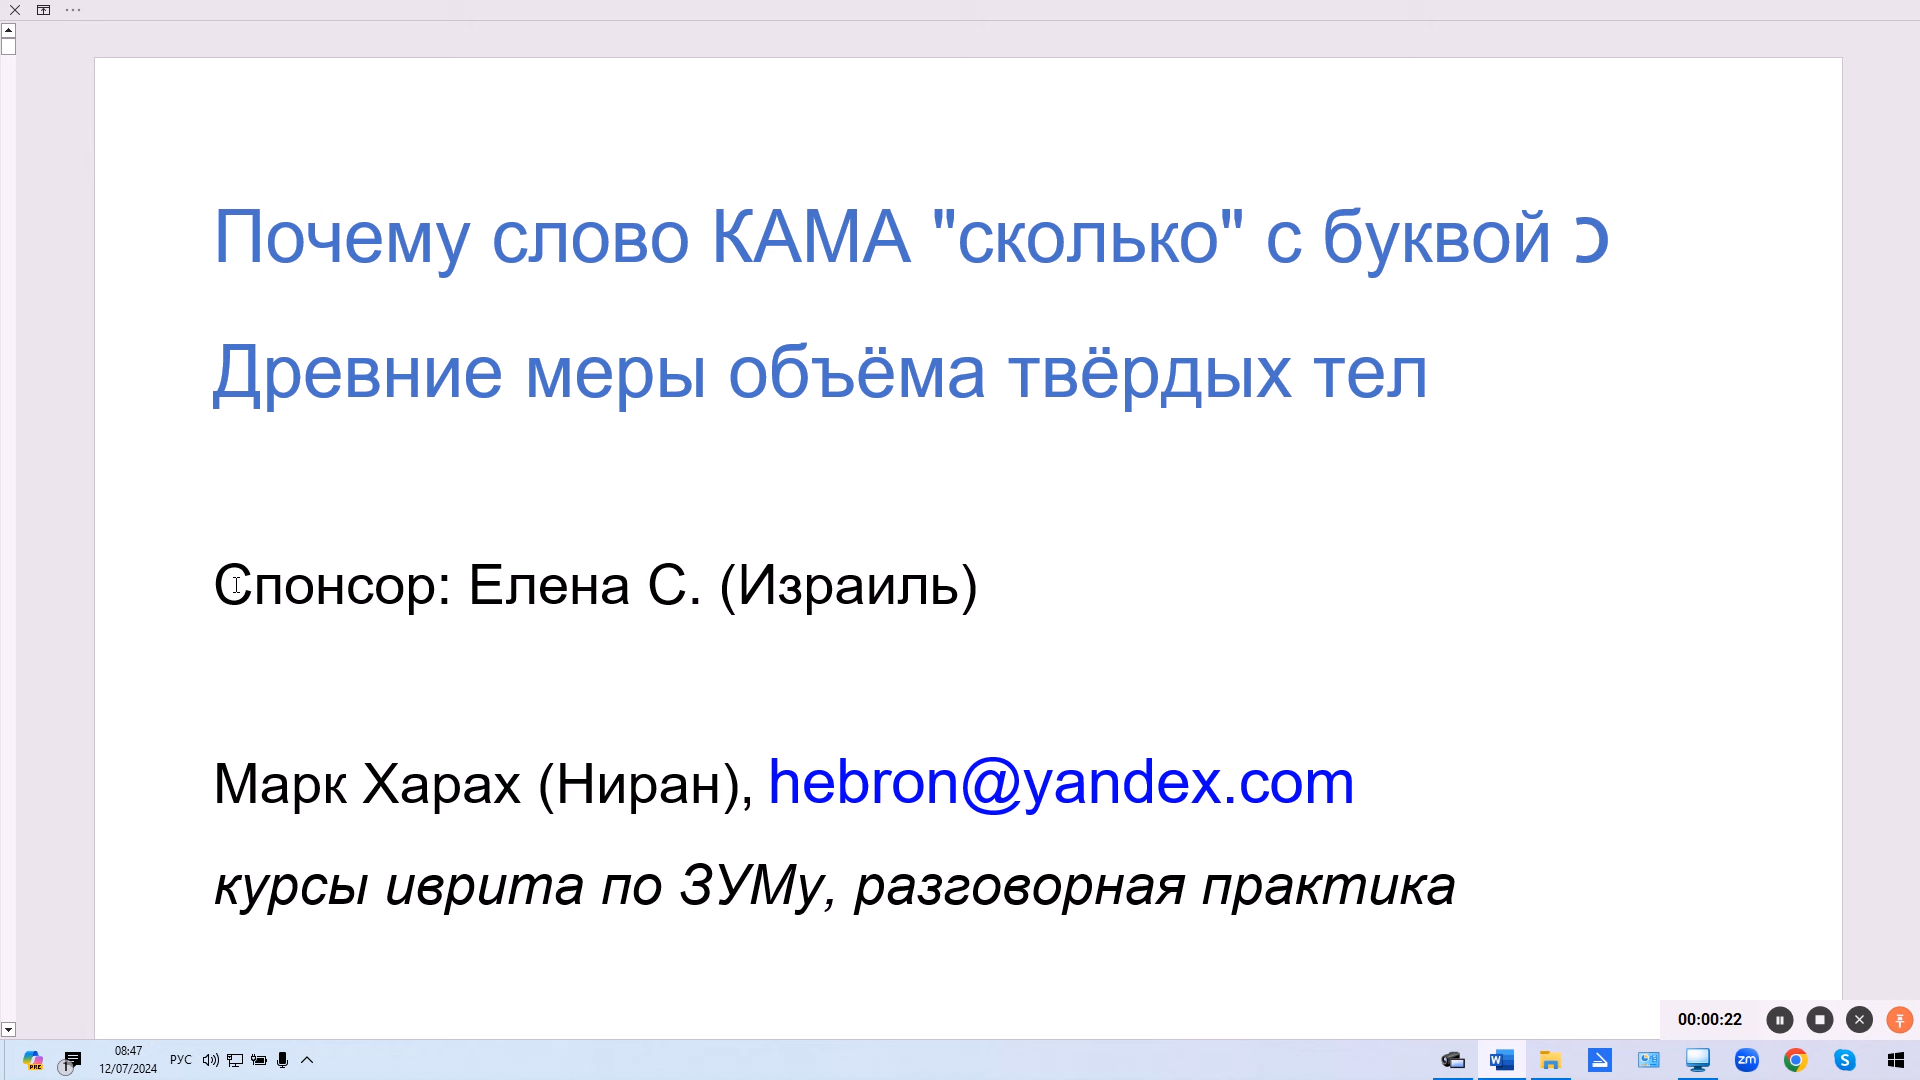 Почему слово КАМА "сколько" с буквой כ
Древние меры объёма твёрдых тел
Спонсор: Елена С. (Израиль)
Марк Харах (Ниран), hebron@yandex.com
курсы иврита по ЗУМу, разговорная практика
00:00:22
08:47
РУС
12/07/2024